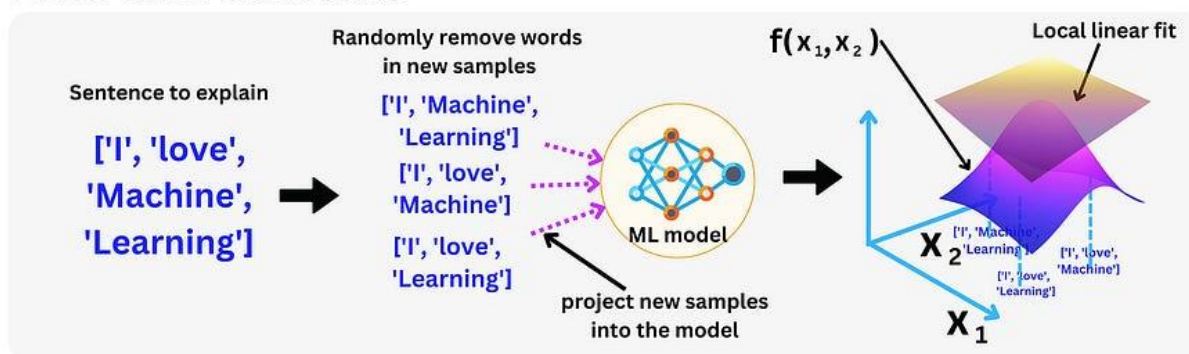 Sentence to explain
['I', 'love',
'Machine',
'Learning']
Randomly remove words
in new samples
['I', 'Machine',
'Learning']
['I', 'love',
'Machine']
['I', 'love',
'Learning']
ML model
project new samples
into the model
f(x₁,x₂)
Local linear fit
X₂
['I', 'Machine',
'Learning']
['I', 'love',
'Learning']
['I', 'love',
'Machine']
X₁